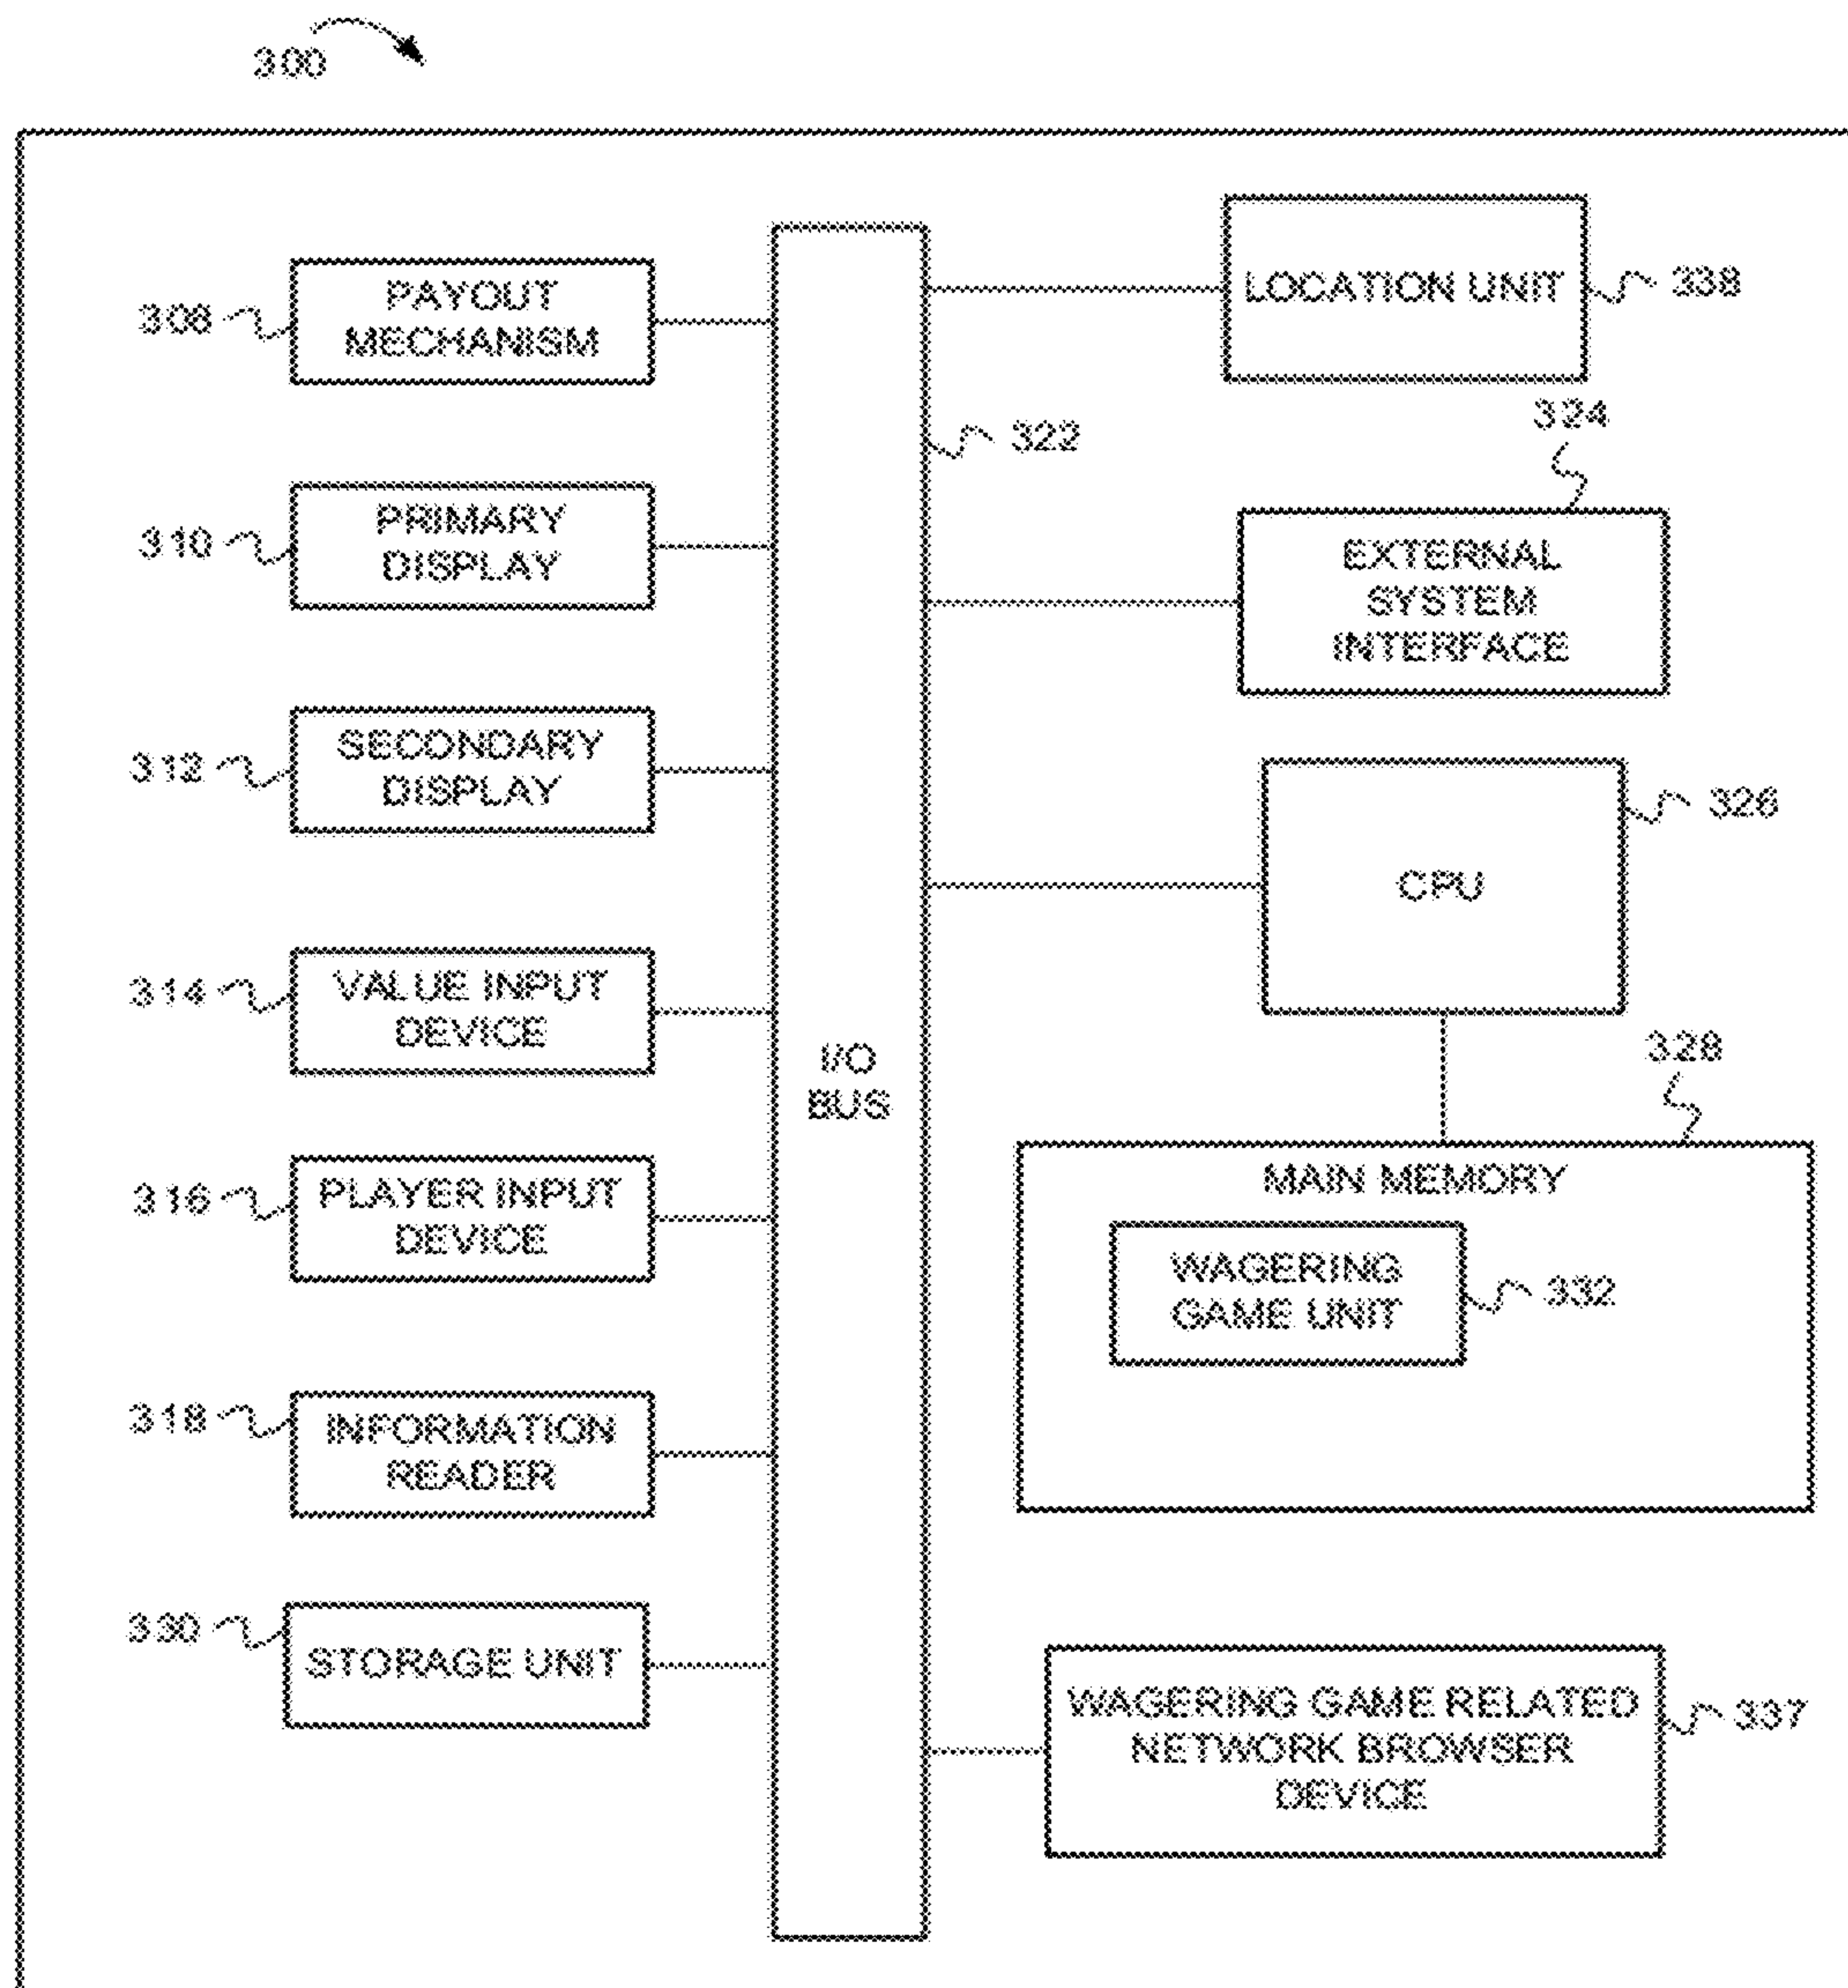 300
PAYOUT
MECHANISM
308
PRIMARY
DISPLAY
310
SECONDARY
DISPLAY
312
VALUE INPUT
DEVICE
314
PLAYER INPUT
DEVICE
316
INFORMATION
READER
318
STORAGE UNIT
330
I/O
BUS
322
LOCATION UNIT
338
324
EXTERNAL
SYSTEM
INTERFACE
CPU
326
328
MAIN MEMORY
WAGERING
GAME UNIT
332
WAGERING GAME RELATED
NETWORK BROWSER
DEVICE
337